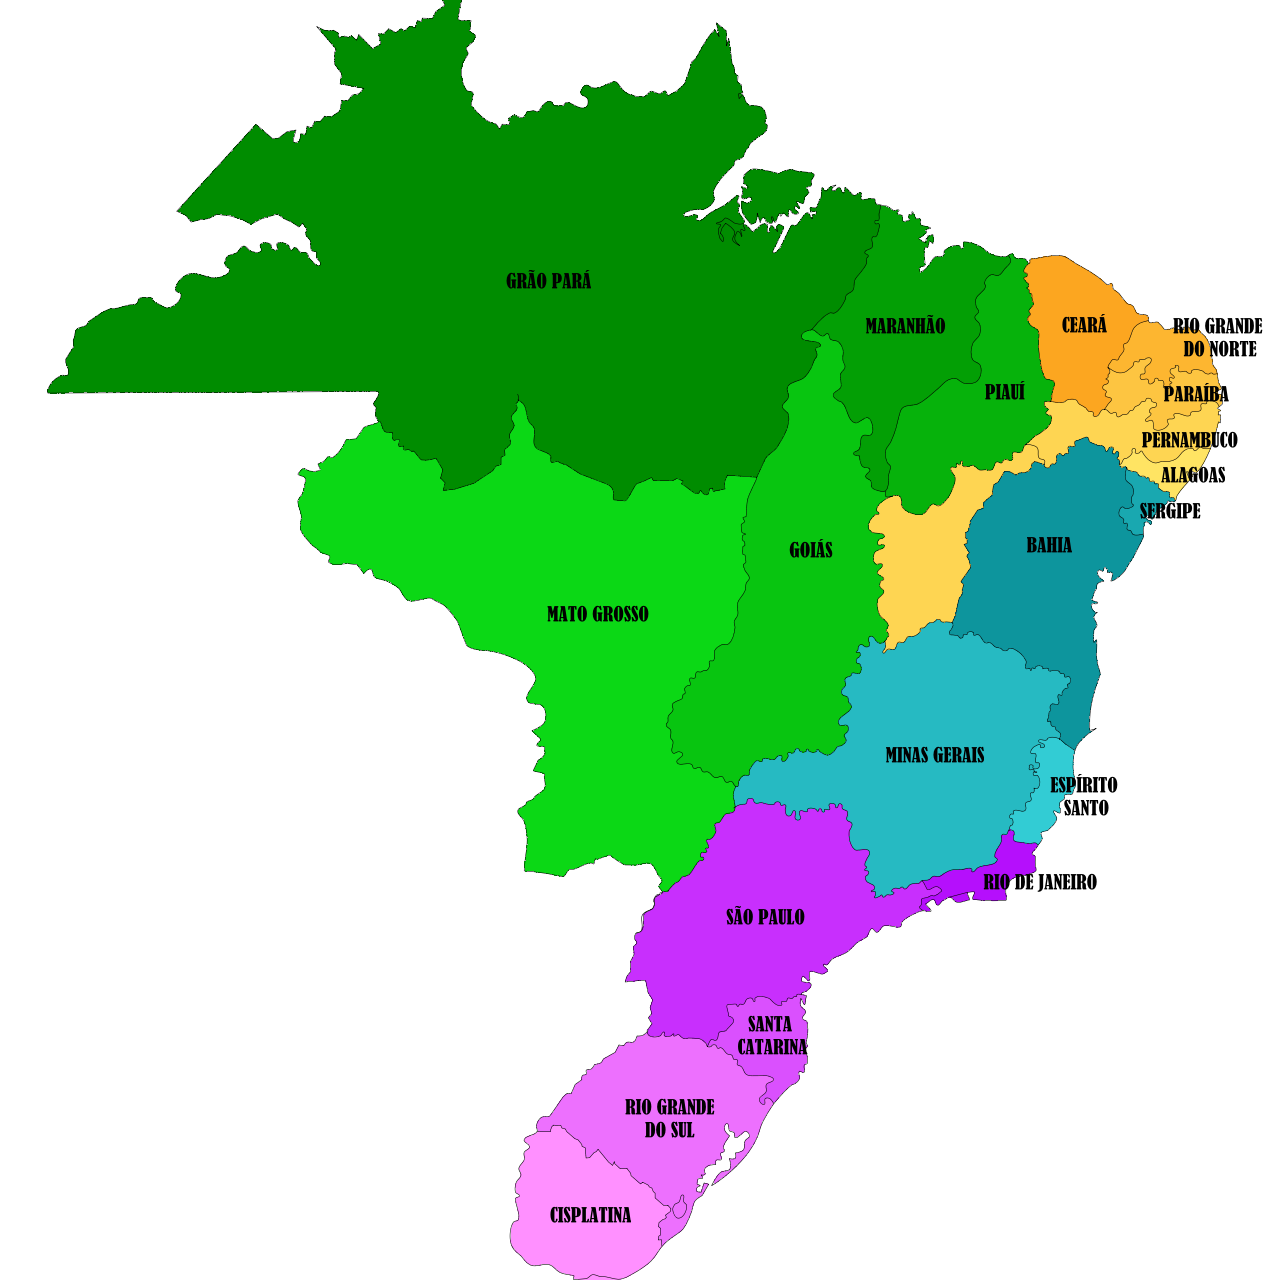 GRÃO PARÁ
MARANHÃO
CEARÁ
RIO GRANDE
DO NORTE
PIAUÍ
PARAÍBA
PERNAMBUCO
ALAGOAS
SERGIPE
BAHIA
GOIÁS
MATO GROSSO
MINAS GERAIS
ESPÍRITO
SANTO
RIO DE JANEIRO
SÃO PAULO
SANTA
CATARINA
RIO GRANDE
DO SUL
CISPLATINA